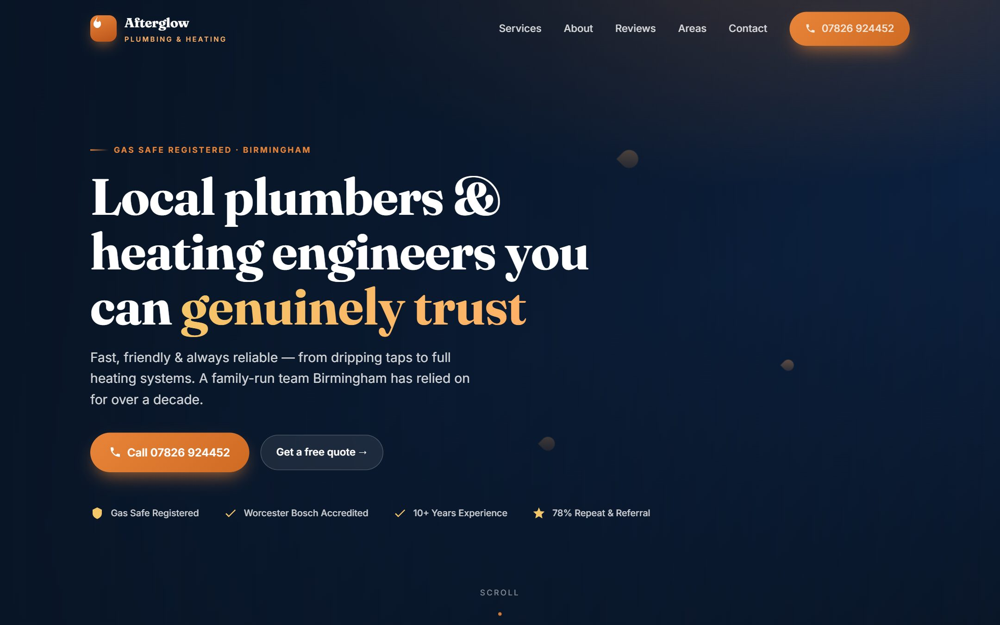 Afterglow
PLUMBING & HEATING
Services
About
Reviews
Areas
Contact
07826 924452
GAS SAFE REGISTERED · BIRMINGHAM
Local plumbers &
heating engineers you
can genuinely trust
Fast, friendly & always reliable — from dripping taps to full
heating systems. A family-run team Birmingham has relied on
for over a decade.
Call 07826 924452
Get a free quote →
Gas Safe Registered
Worcester Bosch Accredited
10+ Years Experience
78% Repeat & Referral
SCROLL